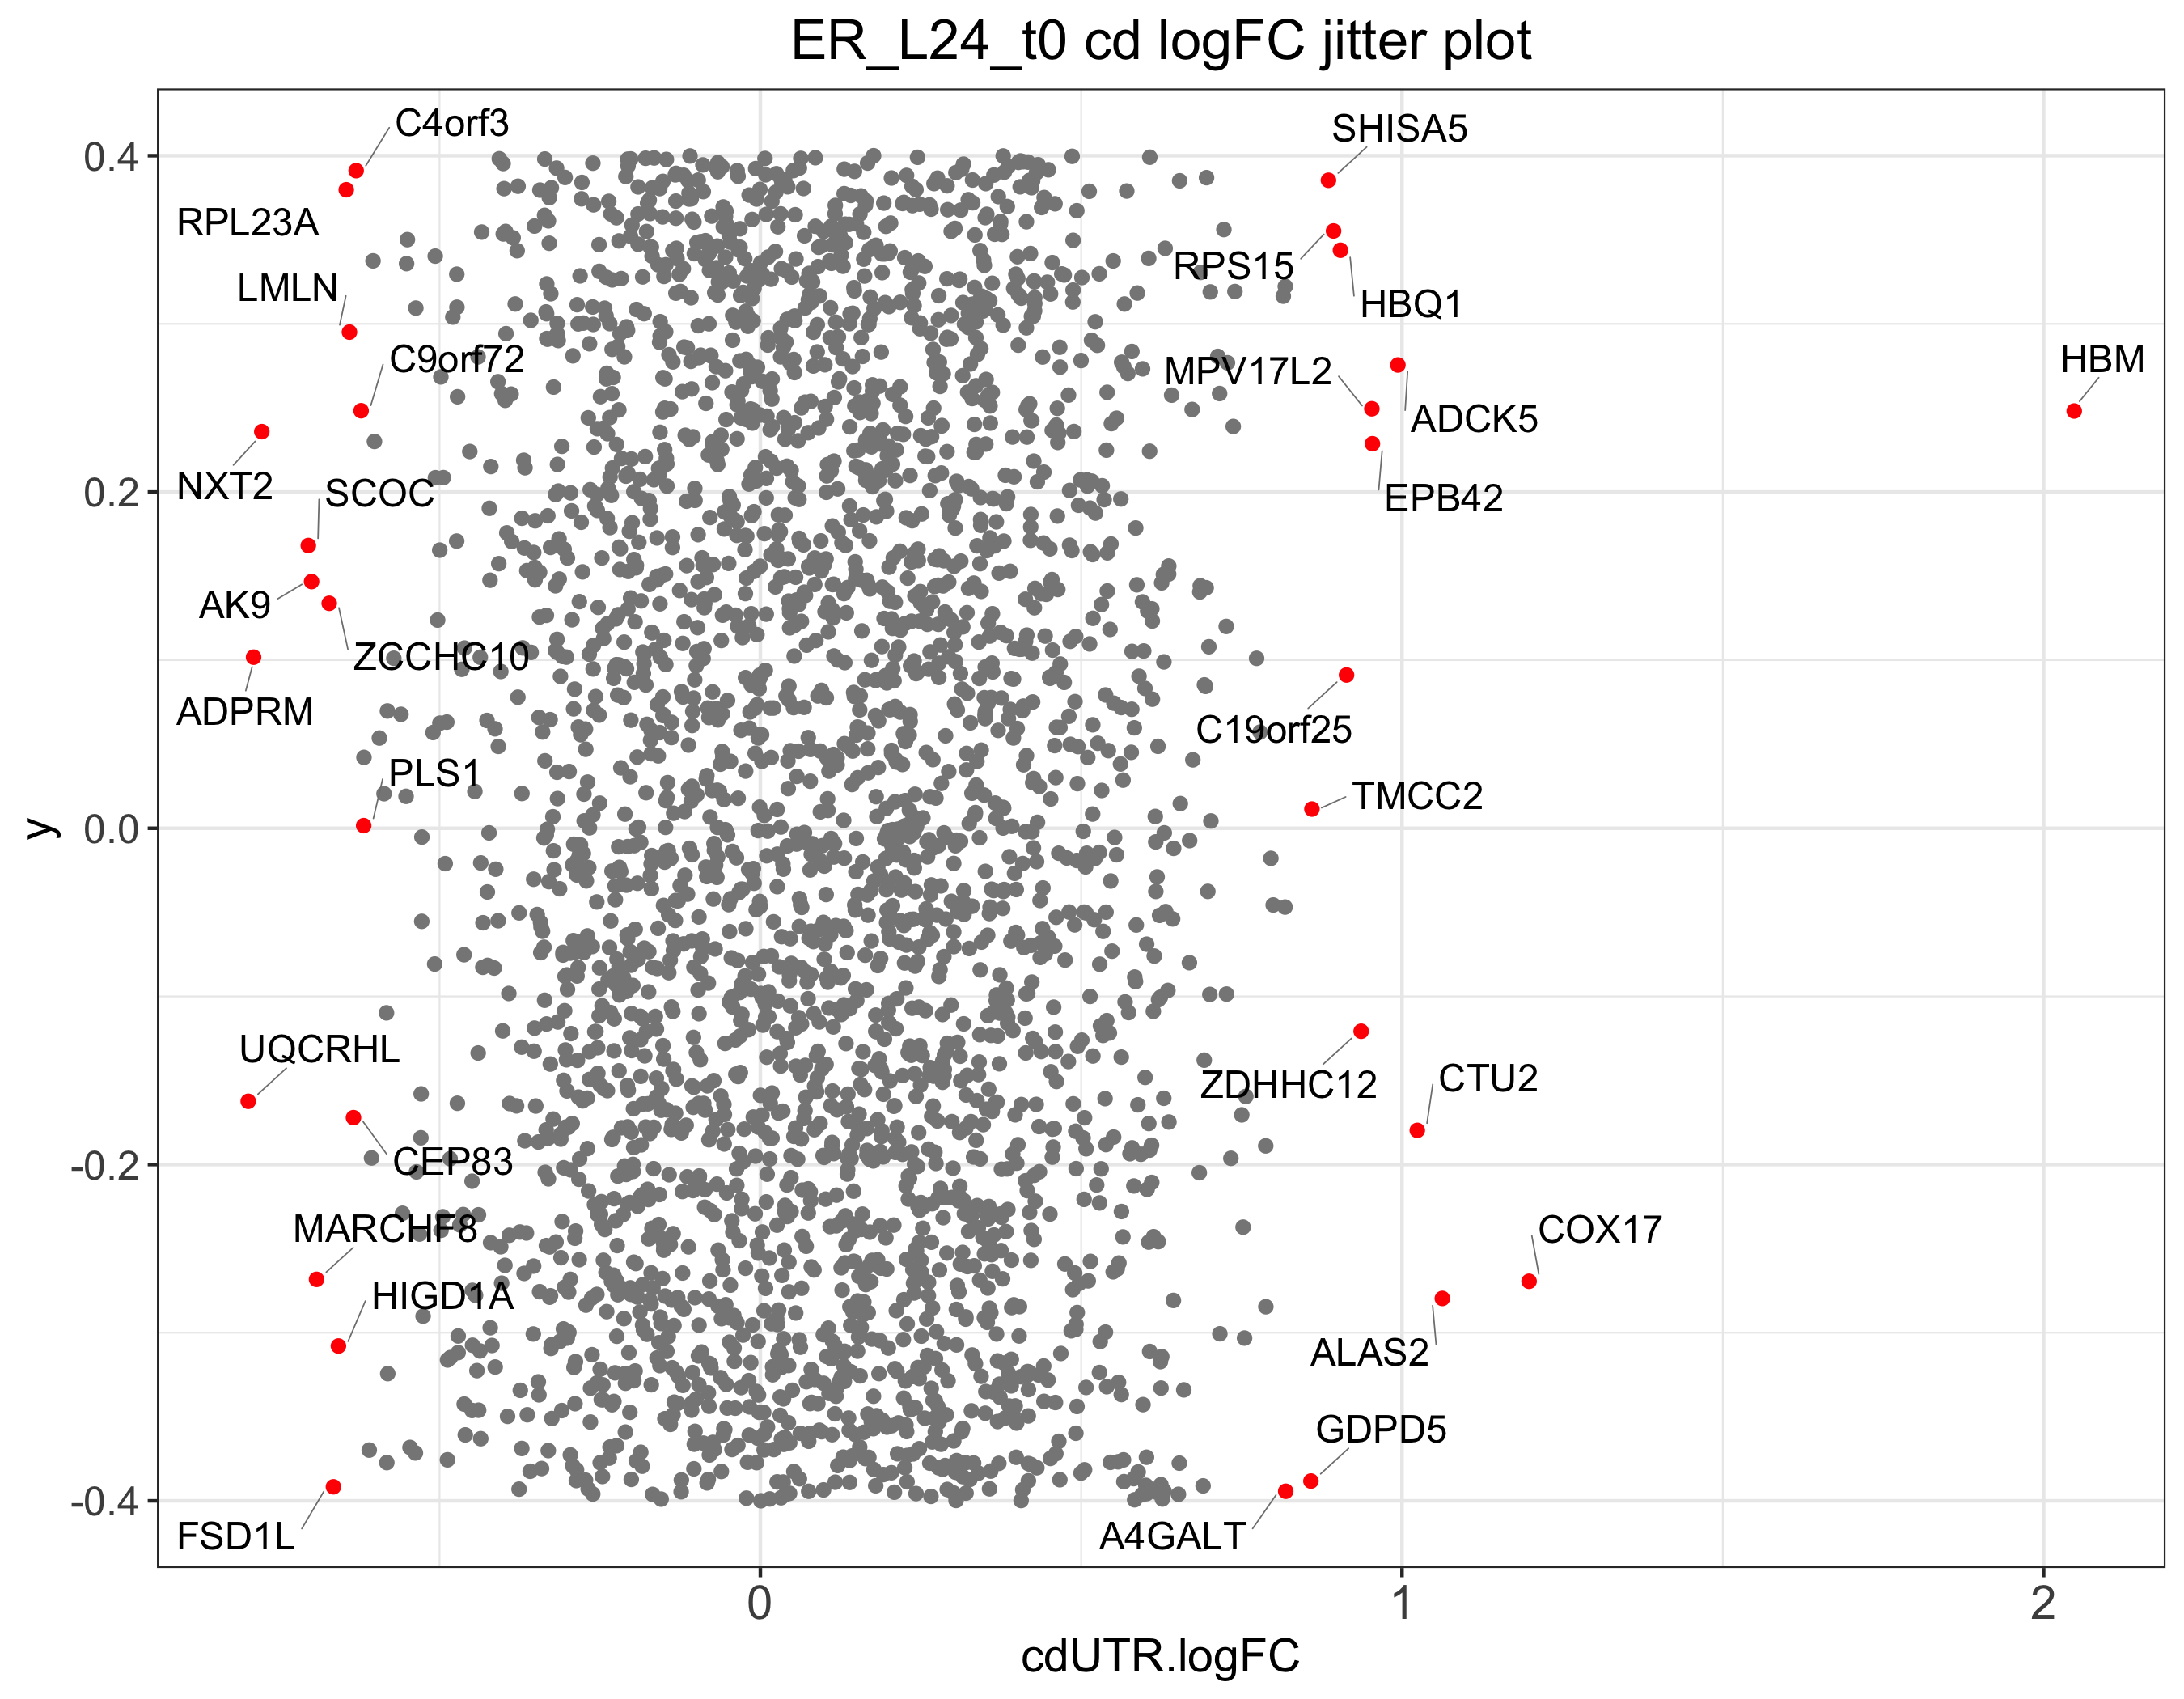 ER_L24_t0 cd logFC jitter plot
C4orf3
SHISA5
0.4
RPL23A
RPS15
LMLN
HBQ1
C9orf72
HBM
MPV17L2
ADCK5
NXT2
SCOC
0.2
EPB42
AK9
ZCCHC10
ADPRM
C19orf25
PLS1
TMCC2
y
0.0
UQCRHL
CTU2
ZDHHC12
CEP83
-0.2
MARCHF8
COX17
HIGD1A
ALAS2
GDPD5
-0.4
FSD1L
A4GALT
0
1
2
cdUTR.logFC